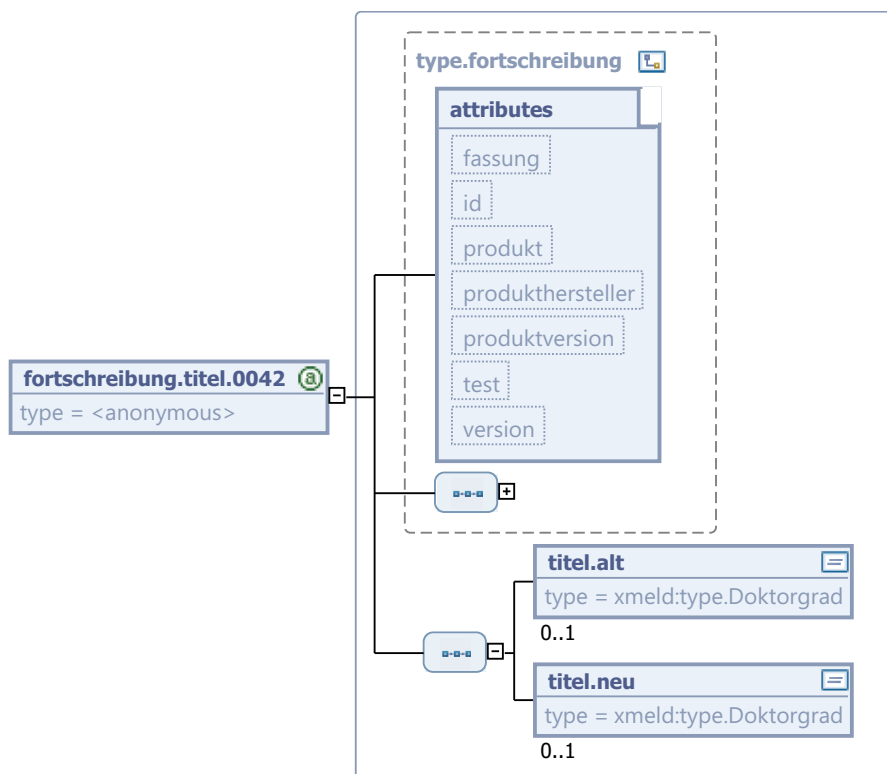 type.fortschreibung
attributes
fassung
id
produkt
produkthersteller
produktversion
test
version
fortschreibung.titel.0042 a
type = <anonymous>
titel.alt
type = xmeld:type.Doktorgrad
0..1
titel.neu
type = xmeld:type.Doktorgrad
0..1